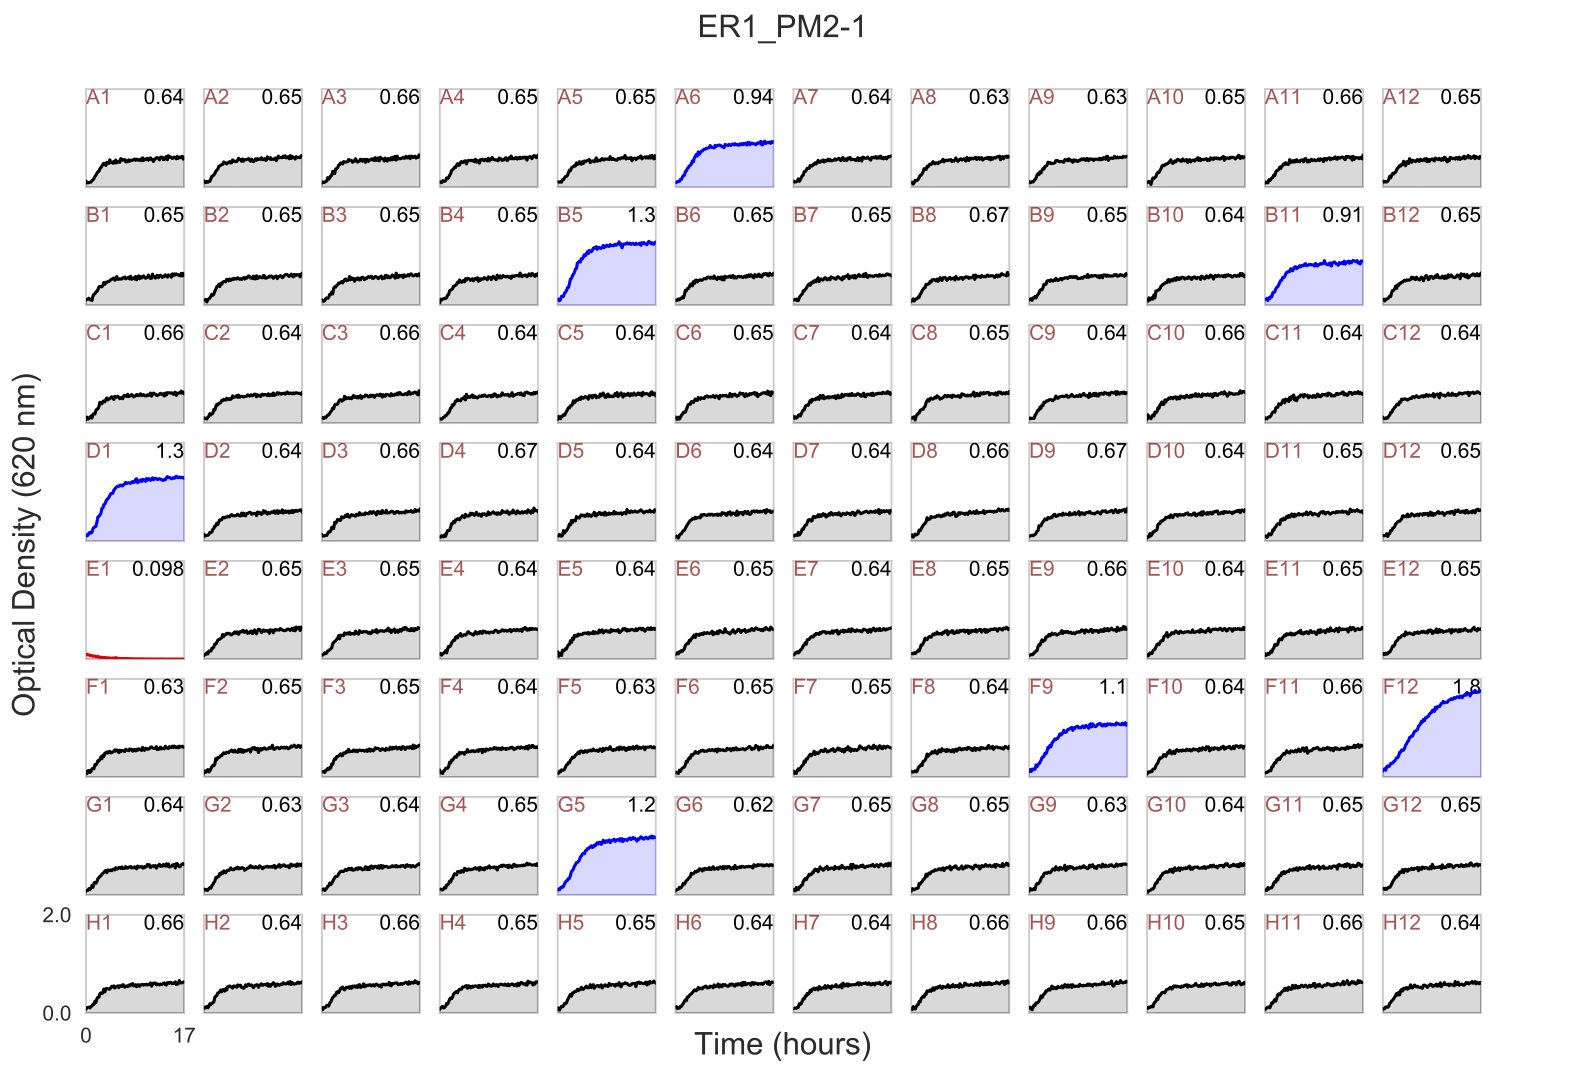 ER1_PM2-1
A1 0.64 A2 0.65 A3 0.66 A4 0.65 A5 0.65 A6 0.94 A7 0.64 A8 0.63 A9 0.63 A10 0.65 A11 0.66 A12 0.65
B1 0.65 B2 0.65 B3 0.65 B4 0.65 B5 1.3 B6 0.65 B7 0.65 B8 0.67 B9 0.65 B10 0.64 B11 0.91 B12 0.65
C1 0.66 C2 0.64 C3 0.66 C4 0.64 C5 0.64 C6 0.65 C7 0.64 C8 0.65 C9 0.64 C10 0.66 C11 0.64 C12 0.64
D1 1.3 D2 0.64 D3 0.66 D4 0.67 D5 0.64 D6 0.64 D7 0.64 D8 0.66 D9 0.67 D10 0.64 D11 0.65 D12 0.65
E1 0.098 E2 0.65 E3 0.65 E4 0.64 E5 0.64 E6 0.65 E7 0.64 E8 0.65 E9 0.66 E10 0.64 E11 0.65 E12 0.65
F1 0.63 F2 0.65 F3 0.65 F4 0.64 F5 0.63 F6 0.65 F7 0.65 F8 0.64 F9 1.1 F10 0.64 F11 0.66 F12 1.8
G1 0.64 G2 0.63 G3 0.64 G4 0.65 G5 1.2 G6 0.62 G7 0.65 G8 0.65 G9 0.63 G10 0.64 G11 0.65 G12 0.65
H1 0.66 H2 0.64 H3 0.66 H4 0.65 H5 0.65 H6 0.64 H7 0.64 H8 0.66 H9 0.66 H10 0.65 H11 0.66 H12 0.64
Optical Density (620 nm)
2.0
0.0
0 17
Time (hours)